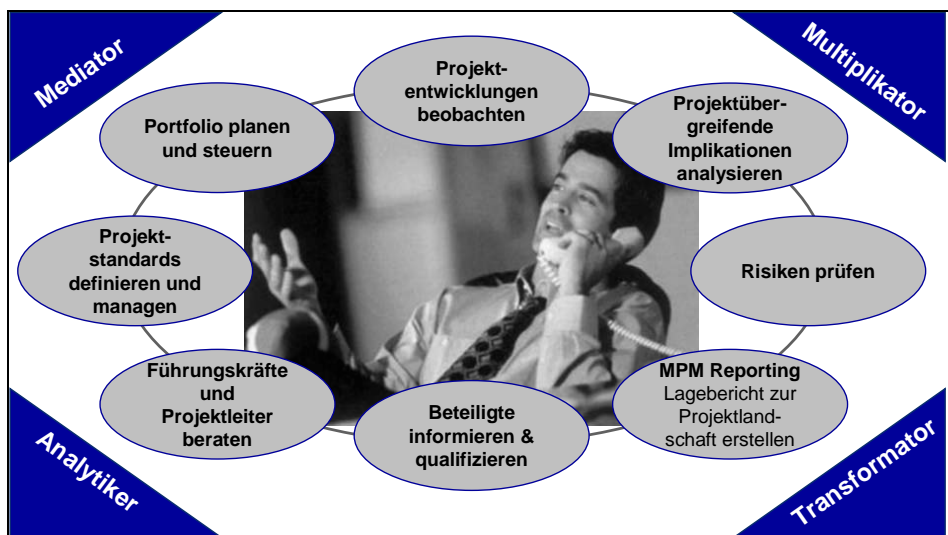 Mediator
Multiplikator
Projekt-
entwicklungen
beobachten
Portfolio planen
und steuern
Projektüber-
greifende
Implikationen
analysieren
Projekt-
standards
definieren und
managen
Risiken prüfen
Führungskräfte
und
Projektleiter
beraten
Beteiligte
informieren &
qualifizieren
MPM Reporting
Lagebericht zur
Projektland-
schaft erstellen
Analytiker
Transformator